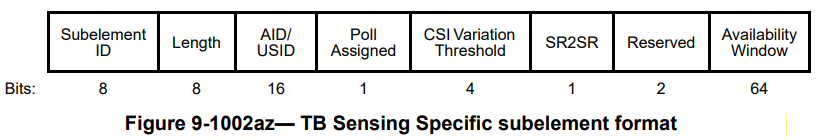 Subelement ID Length AID/ USID Poll Assigned CSI Variation Threshold SR2SR Reserved Availability Window
Bits: 8 8 16 1 4 1 2 64
Figure 9-1002az— TB Sensing Specific subelement format